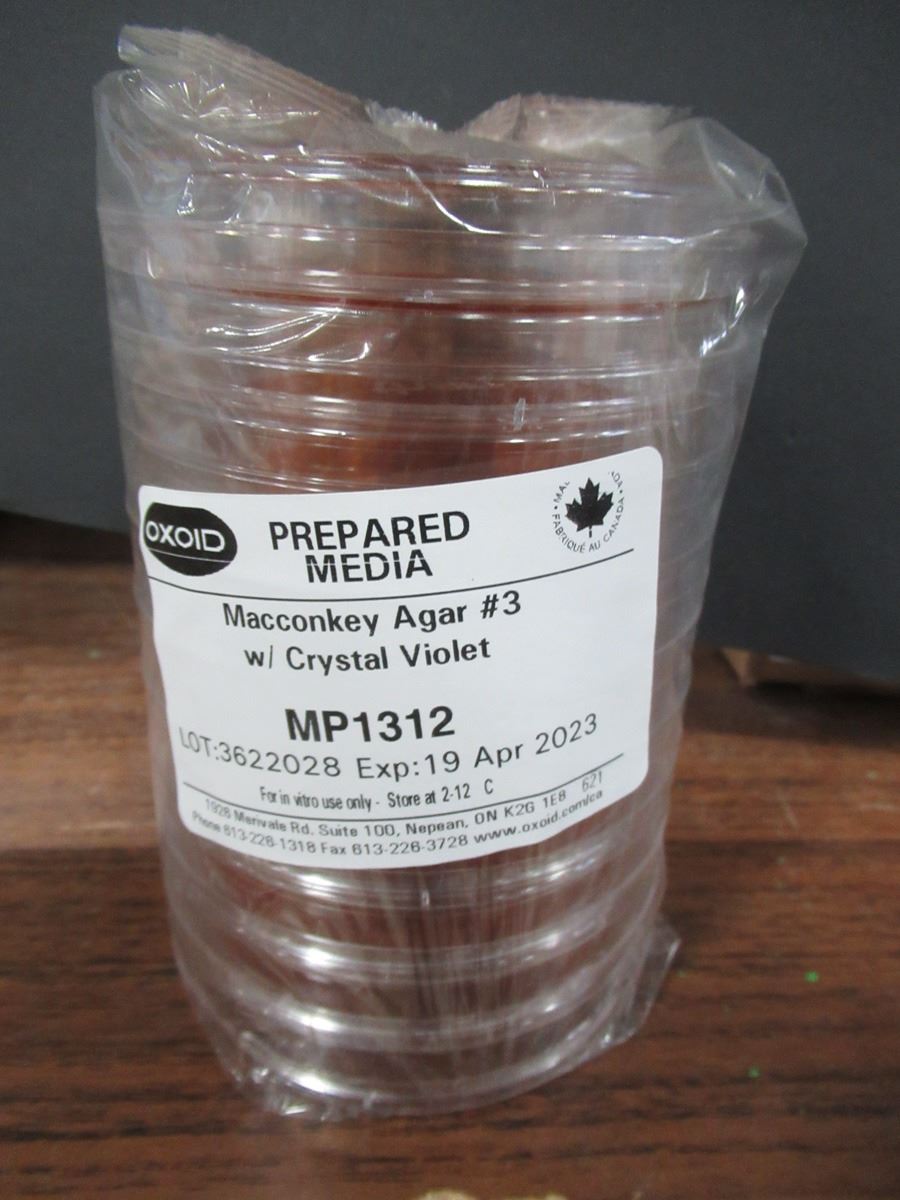 OXOID
PREPARED
MEDIA
FABRIQUÉ AU CANADA
Macconkey Agar #3
w/ Crystal Violet
MP1312
LOT:3622028 Exp:19 Apr 2023
For in vitro use only - Store at 2-12 C
621
1926 Merivale Rd. Suite 100, Nepean, ON K2G 1E8
Phone 613-226-1318 Fax 613-226-3728 www.oxoid.com/ca